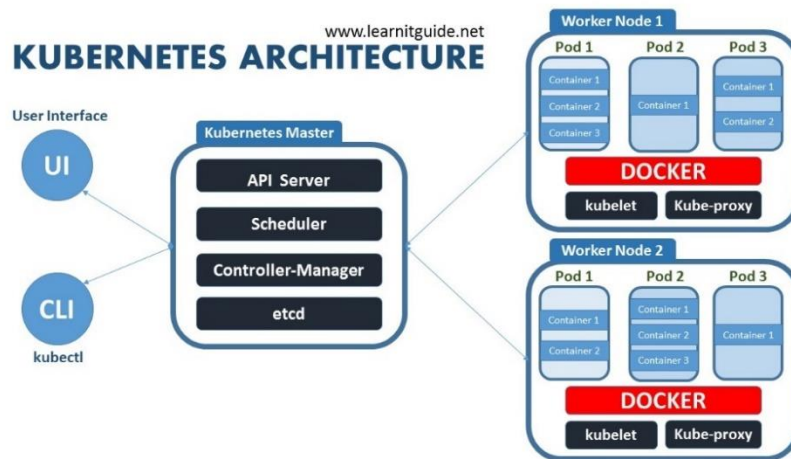 www.learnitguide.net
KUBERNETES ARCHITECTURE
User Interface
UI
CLI
kubectl
Kubernetes Master
API Server
Scheduler
Controller-Manager
etcd
Worker Node 1
Pod 1
Pod 2
Pod 3
Container 1
Container 2
Container 3
Container 1
Container 1
Container 2
DOCKER
kubelet
Kube-proxy
Worker Node 2
Pod 1
Pod 2
Pod 3
Container 1
Container 2
Container 1
Container 2
Container 3
Container 1
DOCKER
kubelet
Kube-proxy